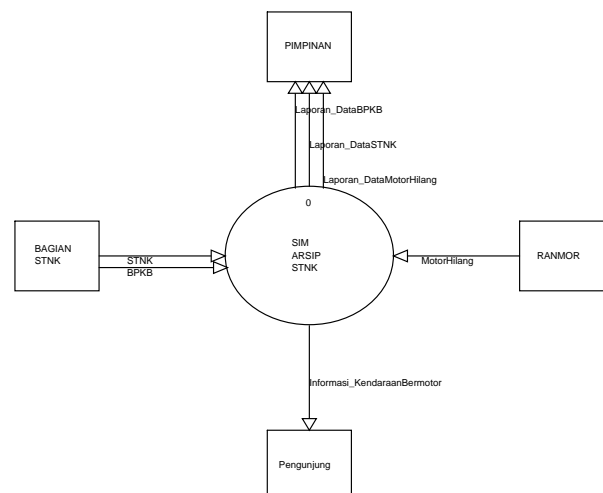 PIMPINAN
Laporan_DataBPKB
Laporan_DataSTNK
Laporan_DataMotorHilang
0
BAGIAN
STNK
STNK
BPKB
SIM
ARSIP
STNK
MotorHilang
RANMOR
Informasi_KendaraanBermotor
Pengunjung